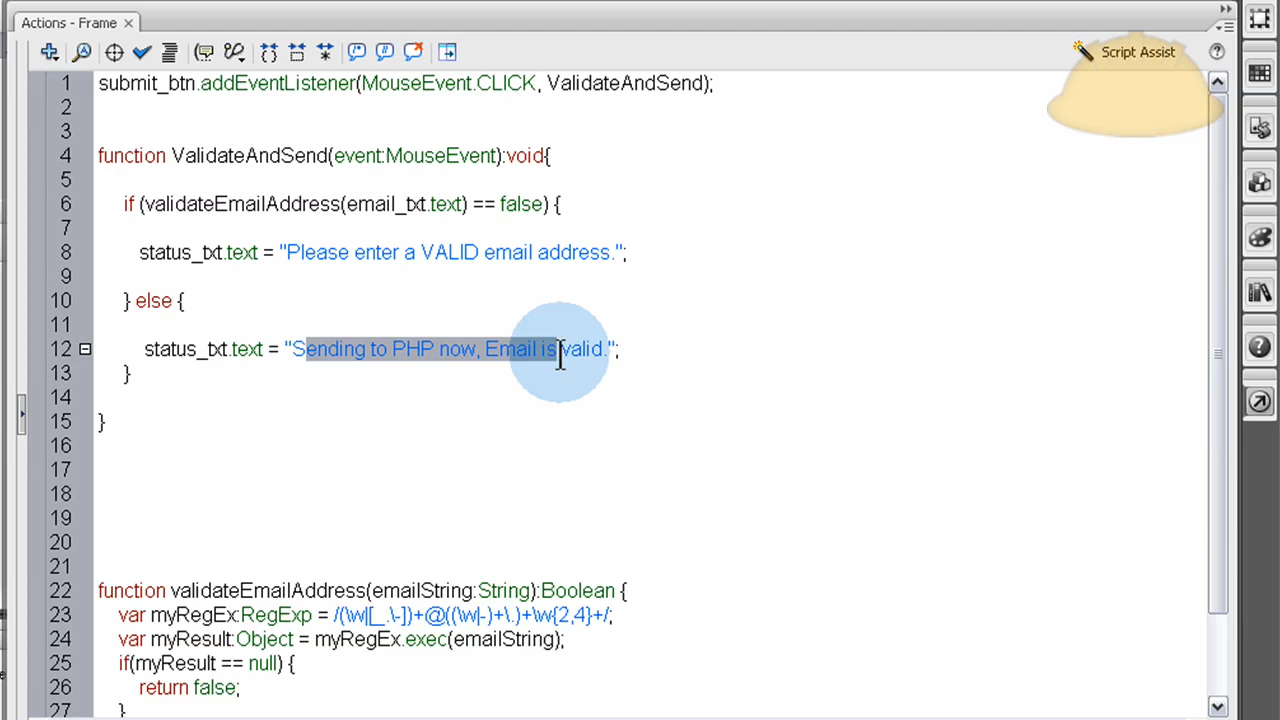 Actions - Frame ×
Script Assist
1 submit_btn.addEventListener(MouseEvent.CLICK, ValidateAndSend);
2
3
4 function ValidateAndSend(event:MouseEvent):void{
5
6 if (validateEmailAddress(email_txt.text) == false) {
7
8 status_txt.text = "Please enter a VALID email address.";
9
10 } else {
11
12 status_txt.text = "Sending to PHP now, Email is valid.";
13 }
14
15 }
16
17
18
19
20
21
22 function validateEmailAddress(emailString:String):Boolean {
23 var myRegEx:RegExp = /(\w|[_.\-])+@((\w|-)+\.)+\w{2,4}+/;
24 var myResult:Object = myRegEx.exec(emailString);
25 if(myResult == null) {
26 return false;
27 }